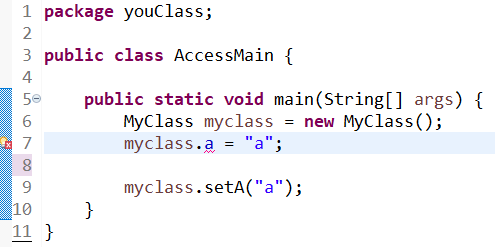 1 package youClass;
2
3 public class AccessMain {
4
5 public static void main(String[] args) {
6 MyClass myclass = new MyClass();
7 myclass.a = "a";
8
9 myclass.setA("a");
10 }
11 }